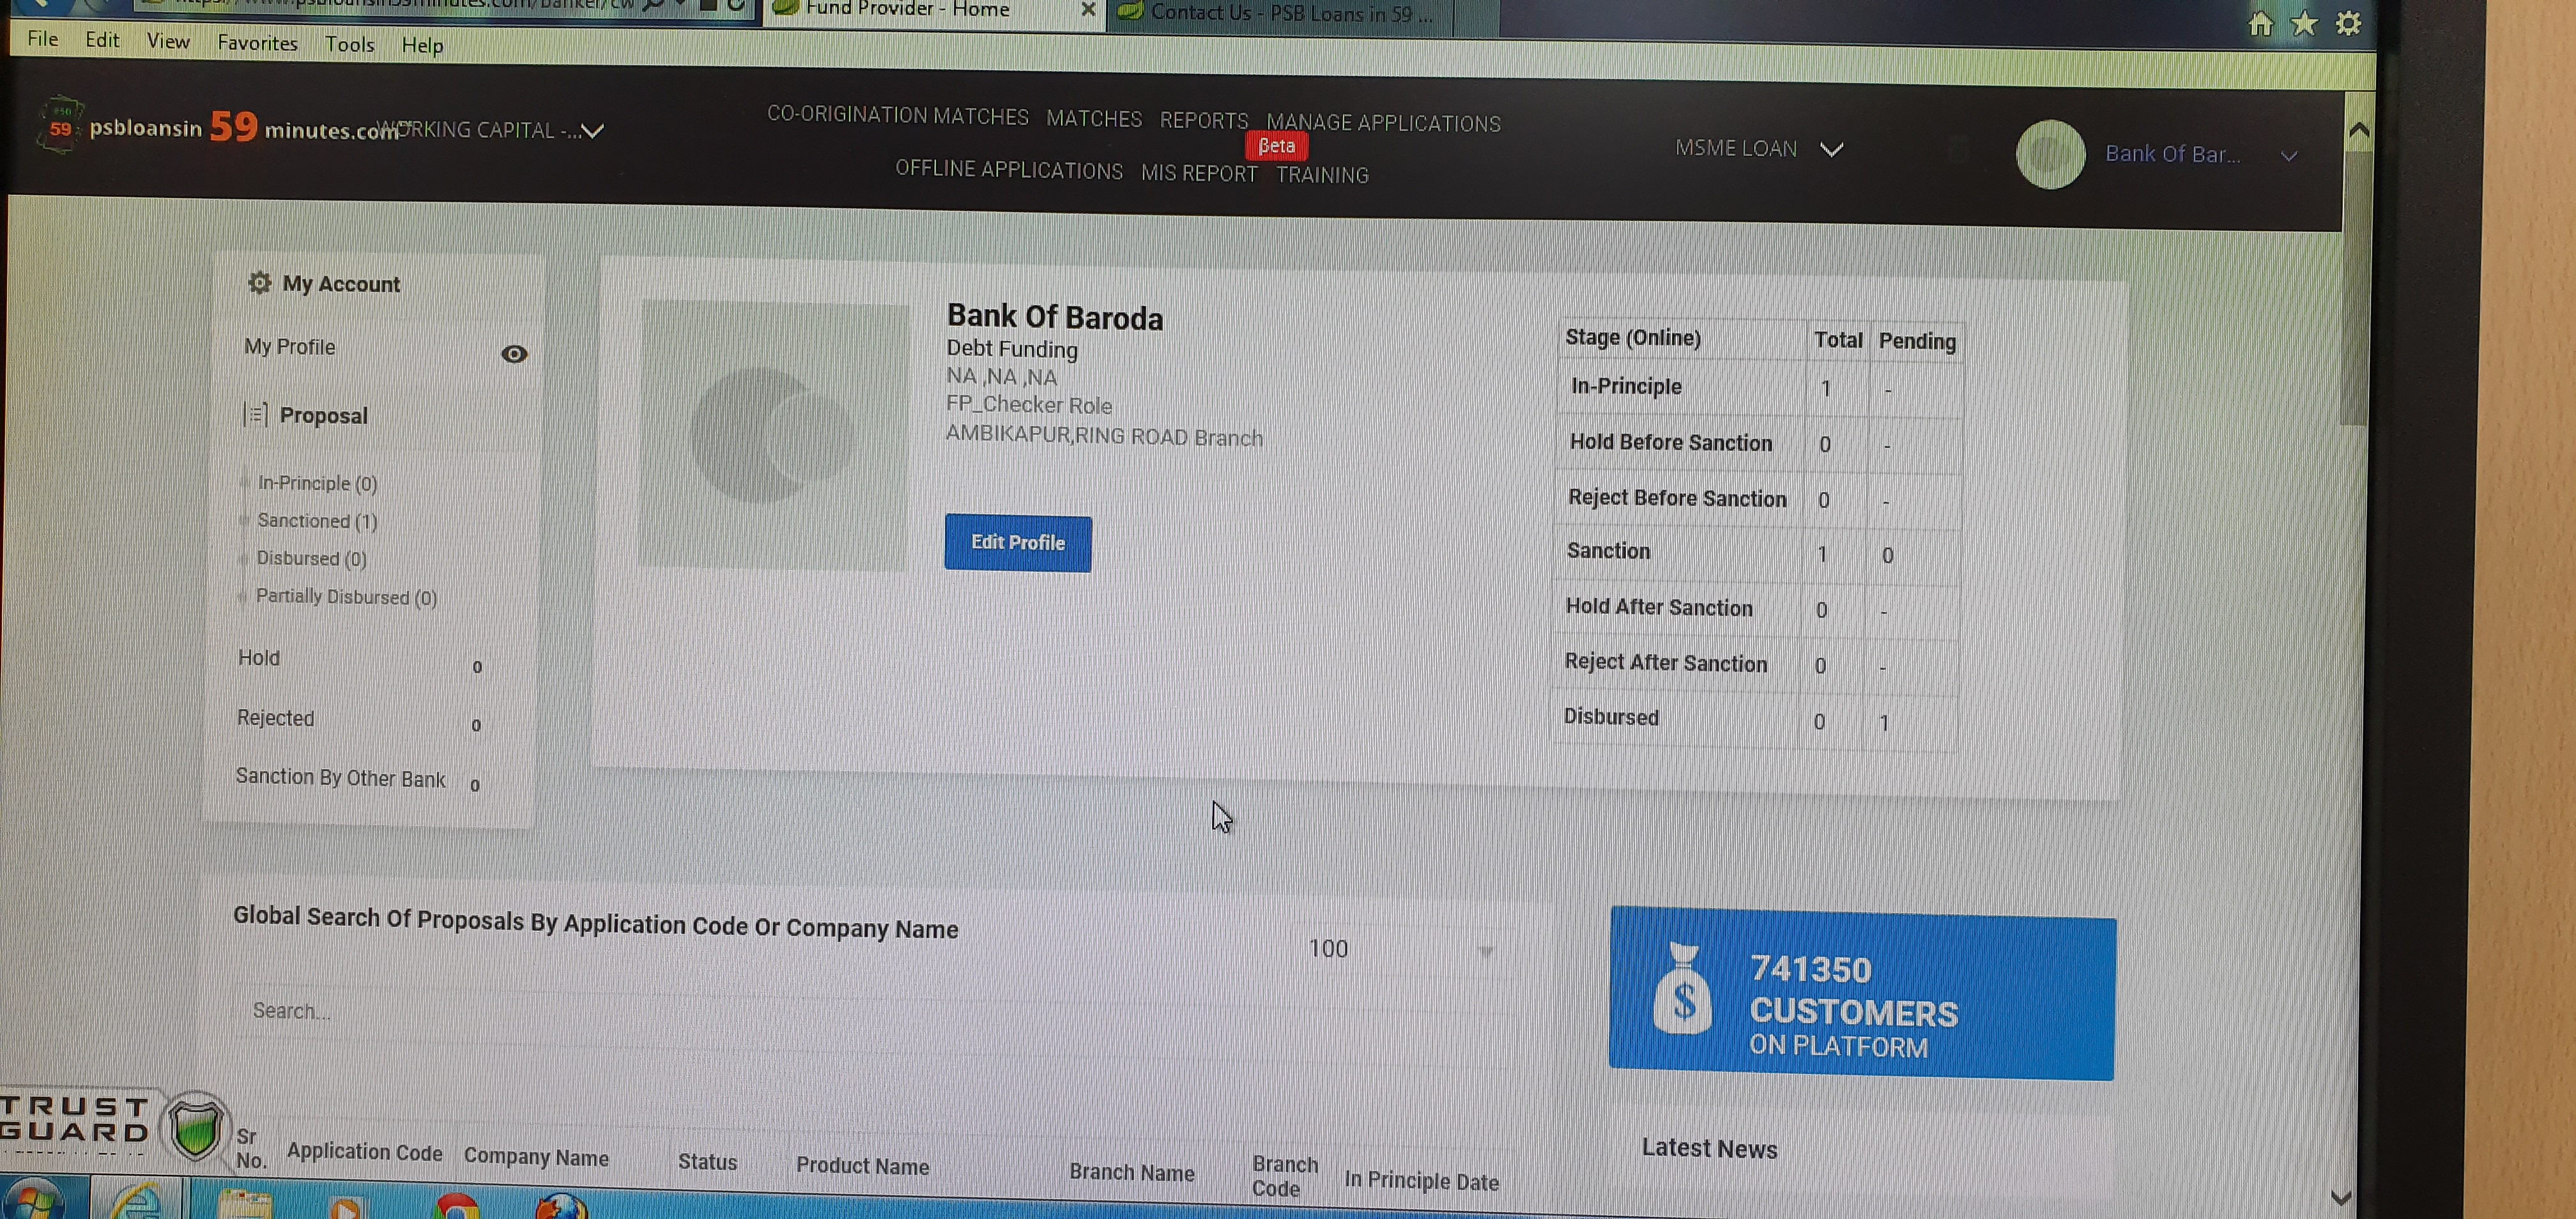 Fund Provider - Home
Contact Us - PSB Loans in 59 ...
File Edit View Favorites Tools Help
59 psbloansin 59 minutes.com
WORKING CAPITAL -...
CO-ORIGINATION MATCHES MATCHES REPORTS MANAGE APPLICATIONS
βeta
OFFLINE APPLICATIONS MIS REPORT TRAINING
MSME LOAN
Bank Of Bar...
My Account
My Profile
Proposal
In-Principle (0)
Sanctioned (1)
Disbursed (0)
Partially Disbursed (0)
Hold 0
Rejected 0
Sanction By Other Bank 0
Bank Of Baroda
Debt Funding
NA ,NA ,NA
FP_Checker Role
AMBIKAPUR,RING ROAD Branch
Edit Profile
Stage (Online) Total Pending
In-Principle 1 -
Hold Before Sanction 0 -
Reject Before Sanction 0 -
Sanction 1 0
Hold After Sanction 0 -
Reject After Sanction 0 -
Disbursed 0 1
Global Search Of Proposals By Application Code Or Company Name
100
Search...
741350
CUSTOMERS
ON PLATFORM
Latest News
TRUST
GUARD
Sr No. Application Code Company Name Status Product Name Branch Name Branch Code In Principle Date